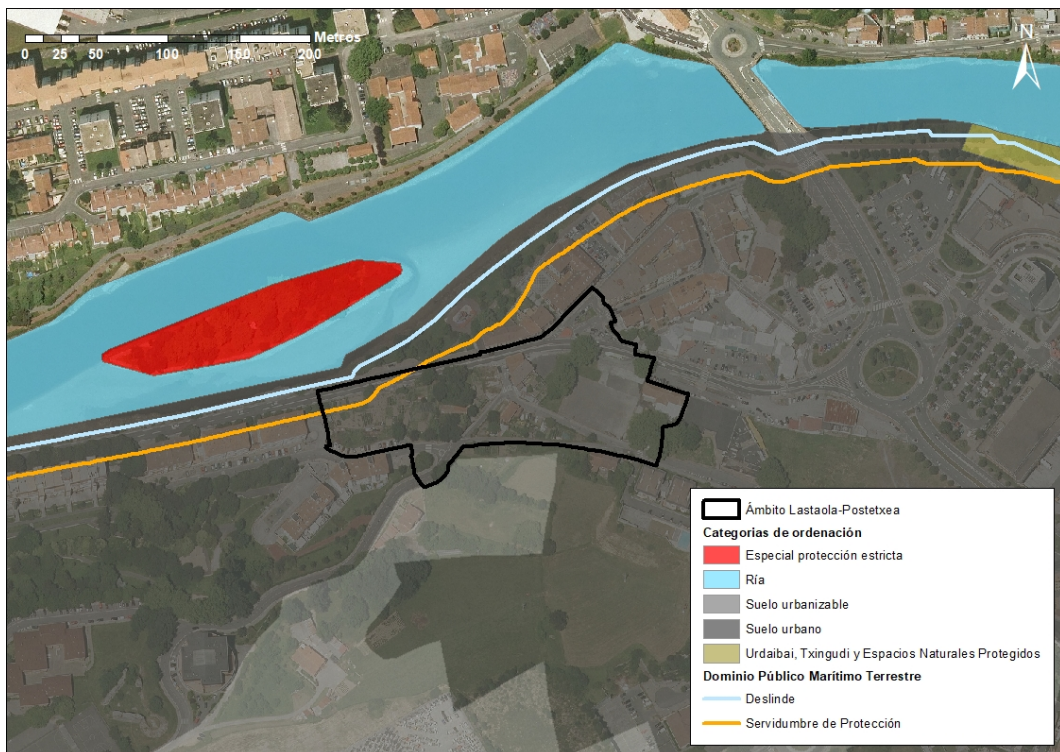 Metros
0 25 50 100 150 200
N
Ámbito Lastaola-Postetxea
Categorias de ordenación
Especial protección estricta
Ría
Suelo urbanizable
Suelo urbano
Urdaibai, Txingudi y Espacios Naturales Protegidos
Dominio Público Marítimo Terrestre
Deslinde
Servidumbre de Protección